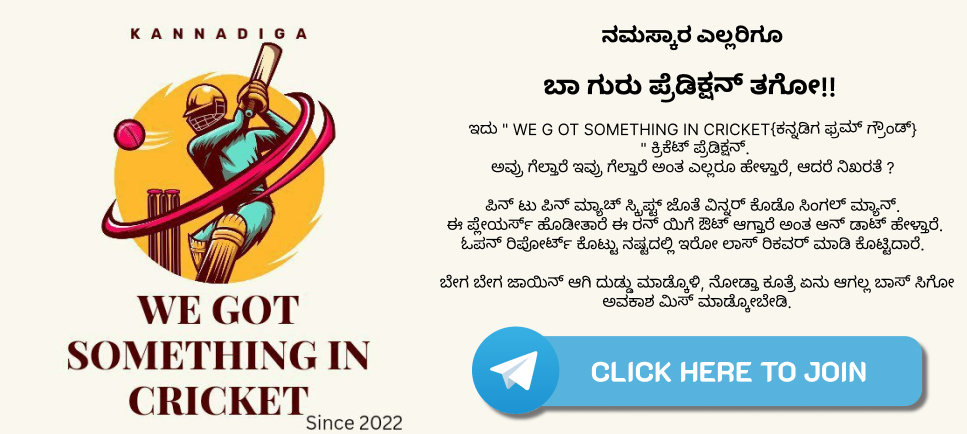 KANNADIGA
WE GOT
SOMETHING IN
CRICKET
Since 2022
ನಮಸ್ಕಾರ ಎಲ್ಲರಿಗೂ
ಬಾ ಗುರು ಪ್ರೆಡಿಕ್ಷನ್ ತಗೋ!!
ಇದು " WE G OT SOMETHING IN CRICKET{ಕನ್ನಡಿಗ ಫ್ರಮ್ ಗ್ರೌಂಡ್}
" ಕ್ರಿಕೆಟ್ ಪ್ರೆಡಿಕ್ಷನ್.
ಅವ್ರು ಗೆಲ್ತಾರೆ ಇವ್ರು ಗೆಲ್ತಾರೆ ಅಂತ ಎಲ್ಲರೂ ಹೇಳ್ತಾರೆ, ಆದರೆ ನಿಖರತೆ ?
ಪಿನ್ ಟು ಪಿನ್ ಮ್ಯಾಚ್ ಸ್ಕ್ರಿಪ್ಟ್ ಜೊತೆ ವಿನ್ನರ್ ಕೊಡೊ ಸಿಂಗಲ್ ಮ್ಯಾನ್.
ಈ ಪ್ಲೇಯರ್ಸ್ ಹೊಡೀತಾರೆ ಈ ರನ್ ಯಿಗೆ ಔಟ್ ಆಗ್ತಾರೆ ಅಂತ ಆನ್ ಡಾಟ್ ಹೇಳ್ತಾರೆ.
ಓಪನ್ ರಿಪೋರ್ಟ್ ಕೊಟ್ಟು ನಷ್ಟದಲ್ಲಿ ಇರೋ ಲಾಸ್ ರಿಕವರ್ ಮಾಡಿ ಕೊಟ್ಟಿದಾರೆ.
ಬೇಗ ಬೇಗ ಜಾಯಿನ್ ಆಗಿ ದುಡ್ಡು ಮಾಡ್ಕೊಳಿ, ನೋಡ್ತಾ ಕೂತ್ರೆ ಏನು ಆಗಲ್ಲ ಬಾಸ್ ಸಿಗೋ
ಅವಕಾಶ ಮಿಸ್ ಮಾಡ್ಕೋಬೇಡಿ.
CLICK HERE TO JOIN